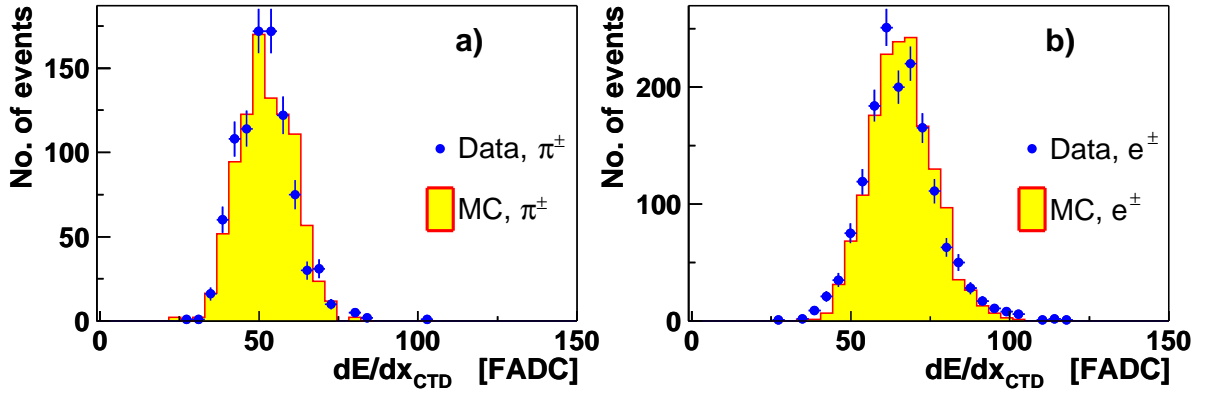 No. of events
a)
150
100
50
0
Data, π±
MC, π±
0
50
100
150
dE/dx_CTD [FADC]
No. of events
b)
200
100
0
Data, e±
MC, e±
0
50
100
150
dE/dx_CTD [FADC]